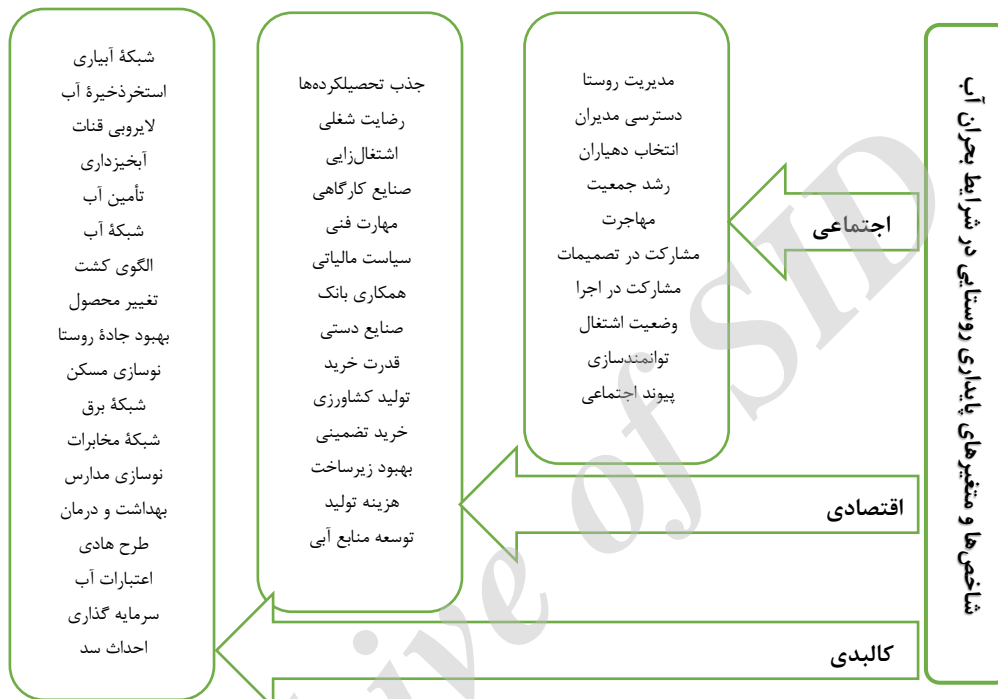 شاخص‌ها و متغیرهای پایداری روستایی در شرایط بحران آب
اجتماعی
مدیریت روستا
دسترسی مدیران
انتخاب دهیاران
رشد جمعیت
مهاجرت
مشارکت در تصمیمات
مشارکت در اجرا
وضعیت اشتغال
توانمندسازی
پیوند اجتماعی
اقتصادی
جذب تحصیلکرده‌ها
رضایت شغلی
اشتغال‌زایی
صنایع کارگاهی
مهارت فنی
سیاست مالیاتی
همکاری بانک
صنایع دستی
قدرت خرید
تولید کشاورزی
خرید تضمینی
بهبود زیرساخت
هزینه تولید
توسعه منابع آبی
کالبدی
شبکهٔ آبیاری
استخرذخیرهٔ آب
لایروبی قنات
آبخیزداری
تأمین آب
شبکهٔ آب
الگوی کشت
تغییر محصول
بهبود جادهٔ روستا
نوسازی مسکن
شبکهٔ برق
شبکهٔ مخابرات
نوسازی مدارس
بهداشت و درمان
طرح هادی
اعتبارات آب
سرمایه گذاری
احداث سد
ive of SID